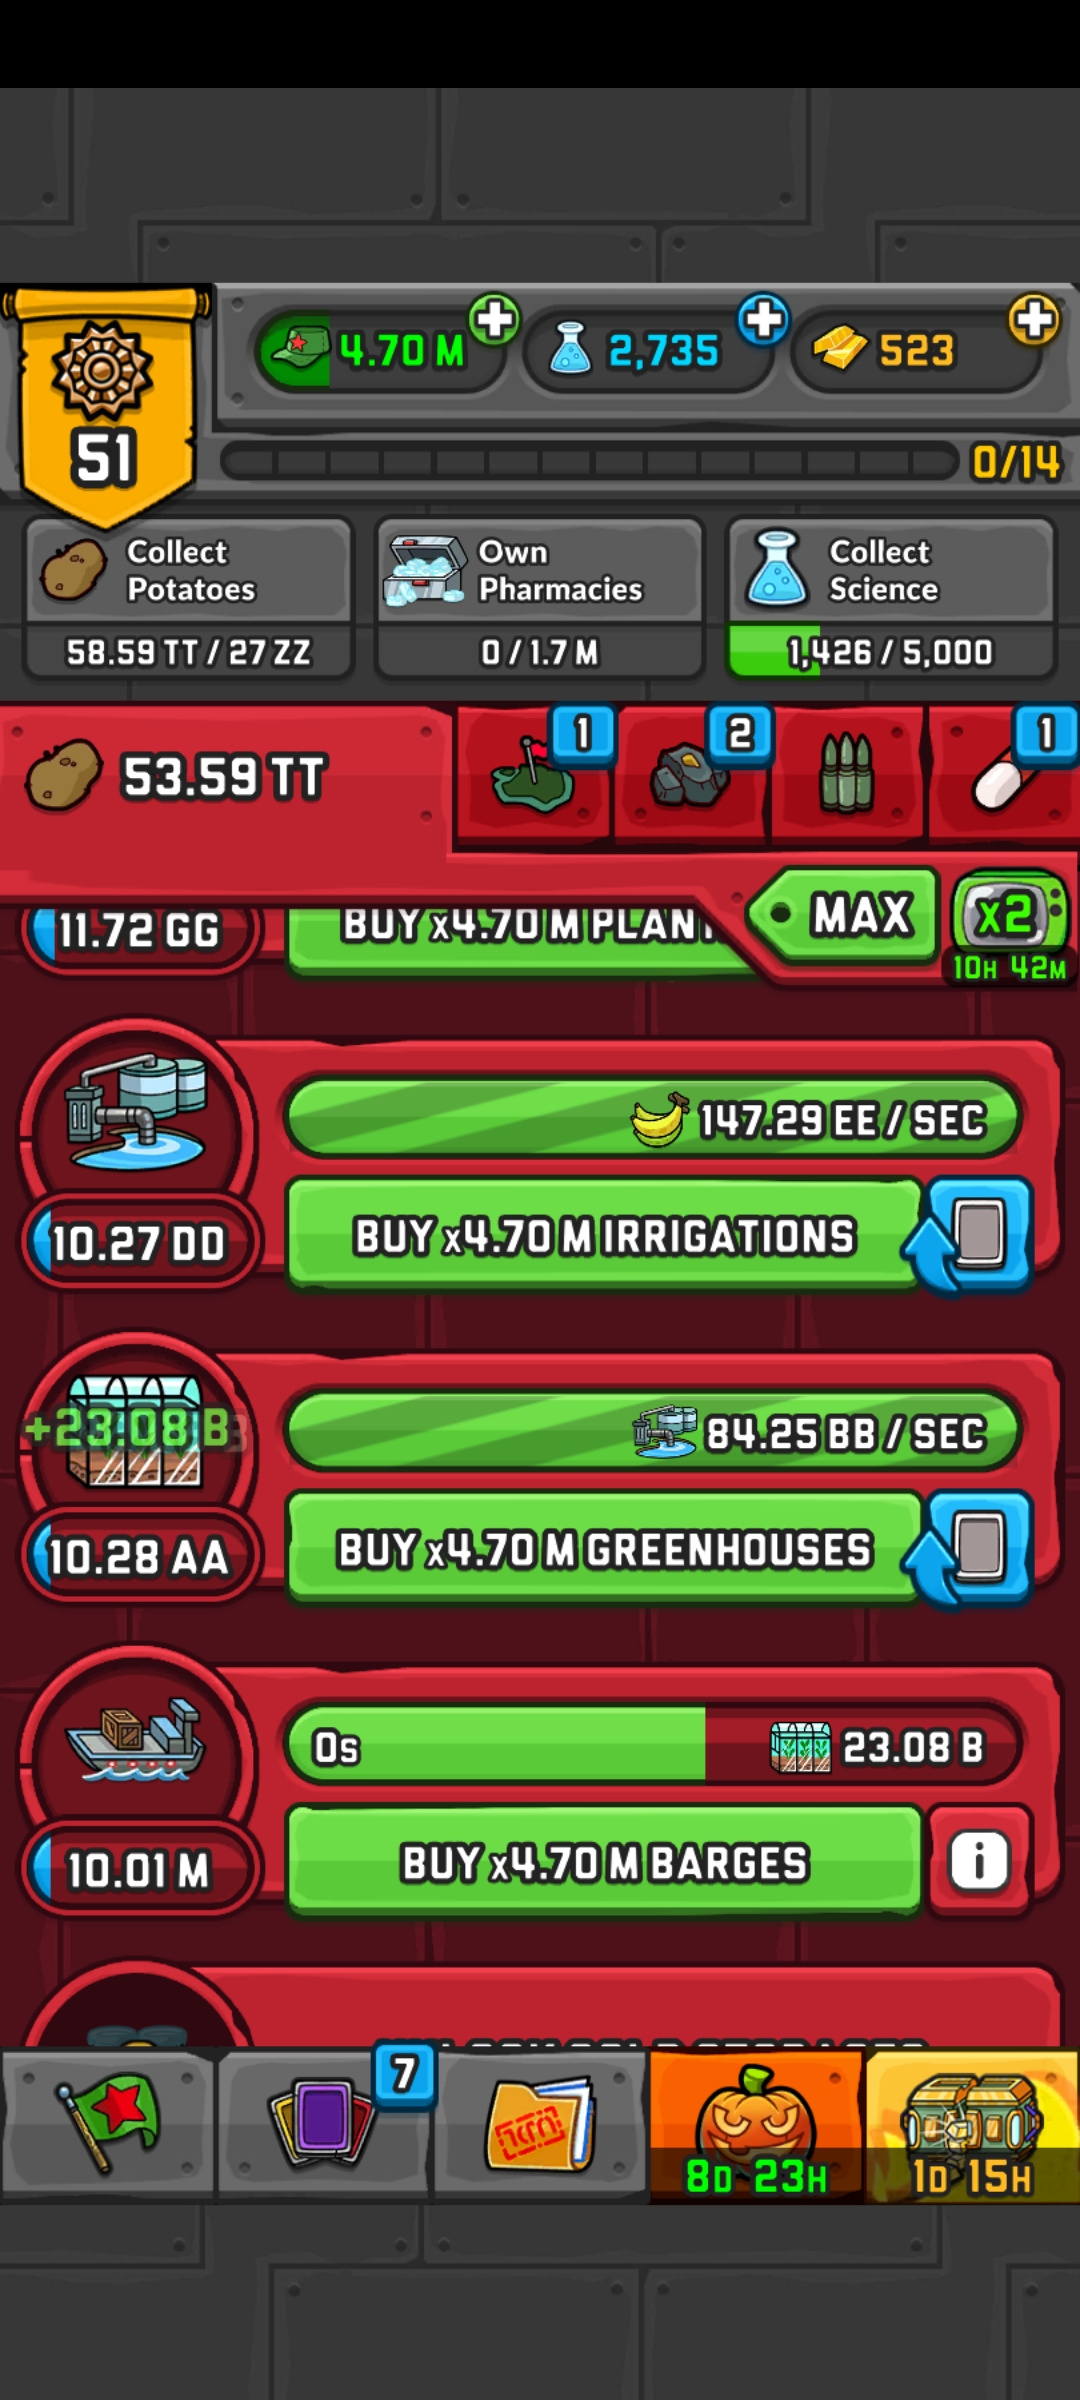 4.70 M
2,735
523
51
0/14
Collect
Potatoes
58.59 TT / 27 ZZ
Own
Pharmacies
0 / 1.7 M
Collect
Science
1,426 / 5,000
53.59 TT
1
2
1
MAX
x2
10H 42M
11.72 GG
BUY x4.70 M
147.29 EE / SEC
10.27 DD
BUY x4.70 M IRRIGATIONS
+23.08 B
84.25 BB / SEC
10.28 AA
BUY x4.70 M GREENHOUSES
0s
23.08 B
10.01 M
BUY x4.70 M BARGES
i
7
8D 23H
1D 15H